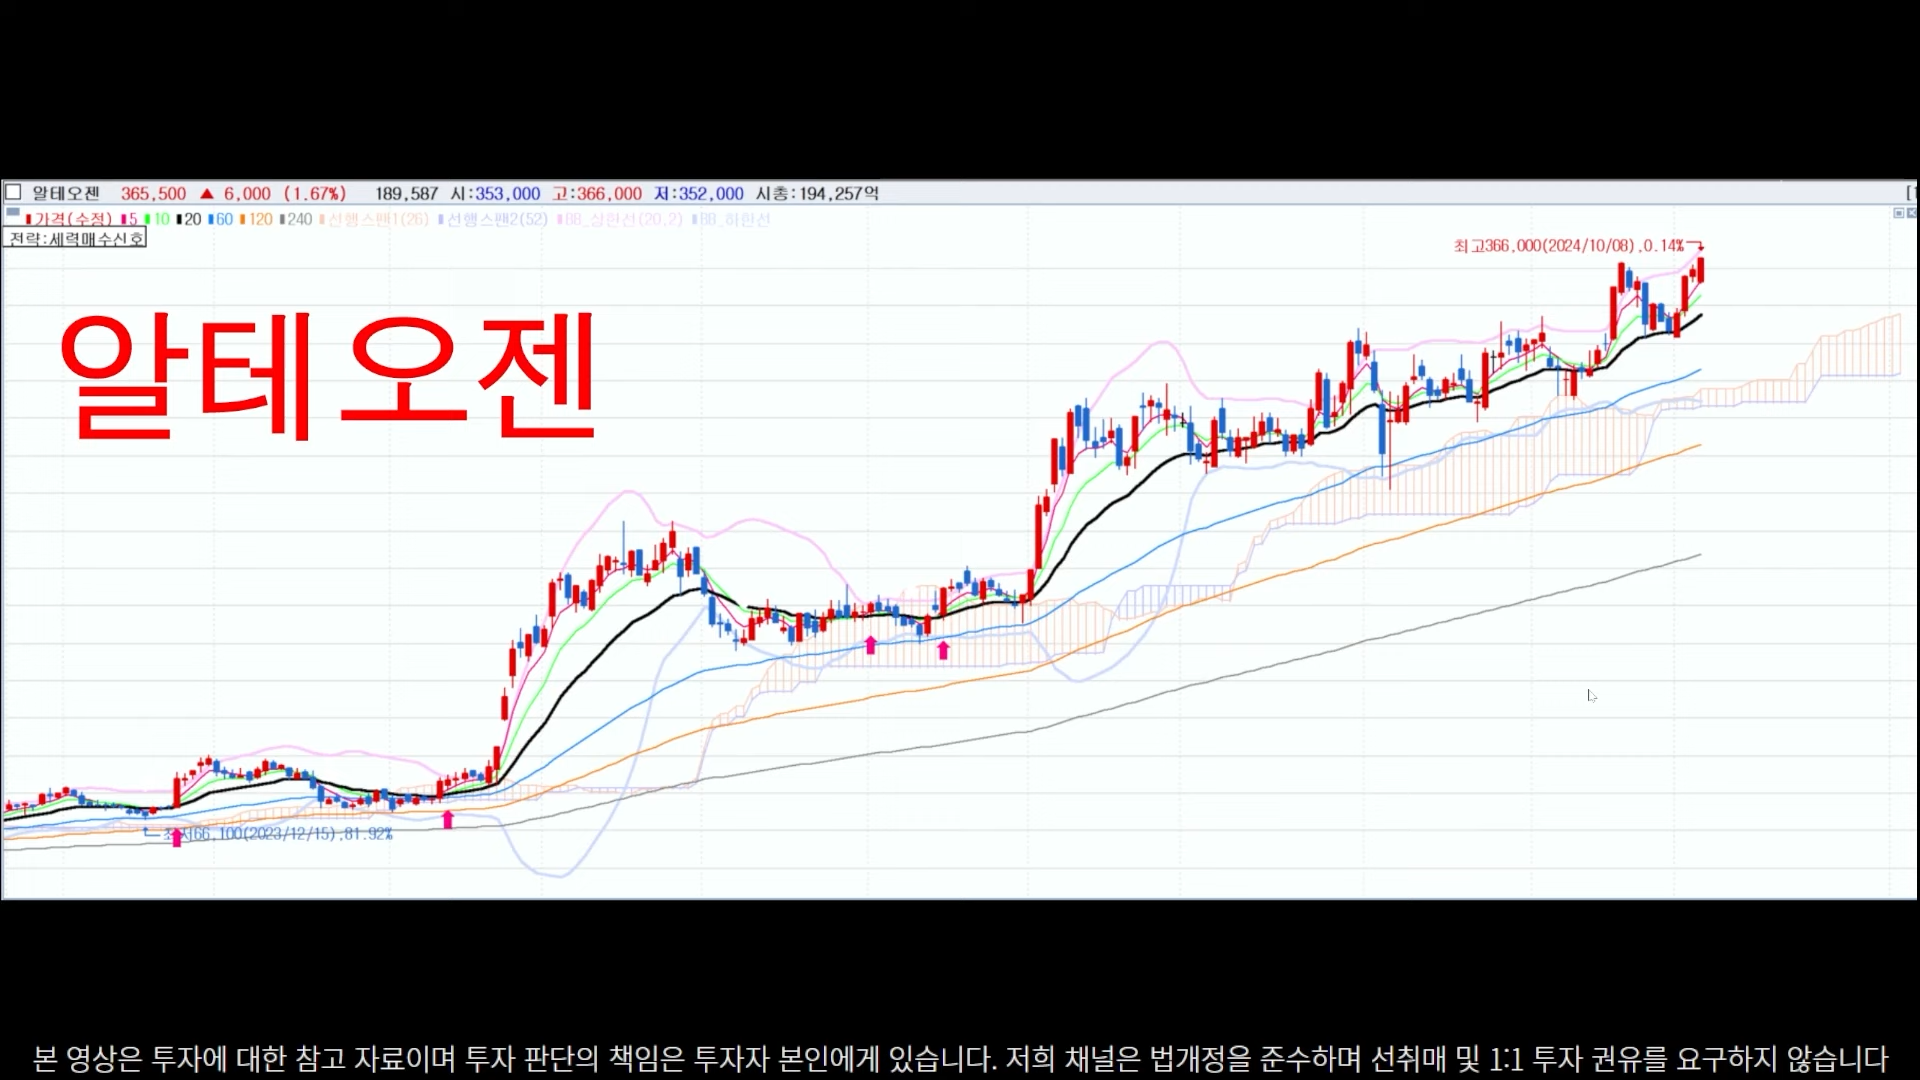 알테오젠 365,500 ▲ 6,000 (1.67%) 189,587 시:353,000 고:366,000 저:352,000 시총:194,257억
가격(수정) 5 10 20 60 120 240 선행스팬1(26) 선행스팬2(52) BB_상한선(20,2) BB_하한선
전략:세력매수신호
최고366,000(2024/10/08),0.14%
알테오젠
66,100(2023/12/15),81.92%
본 영상은 투자에 대한 참고 자료이며 투자 판단의 책임은 투자자 본인에게 있습니다. 저희 채널은 법개정을 준수하며 선취매 및 1:1 투자 권유를 요구하지 않습니다